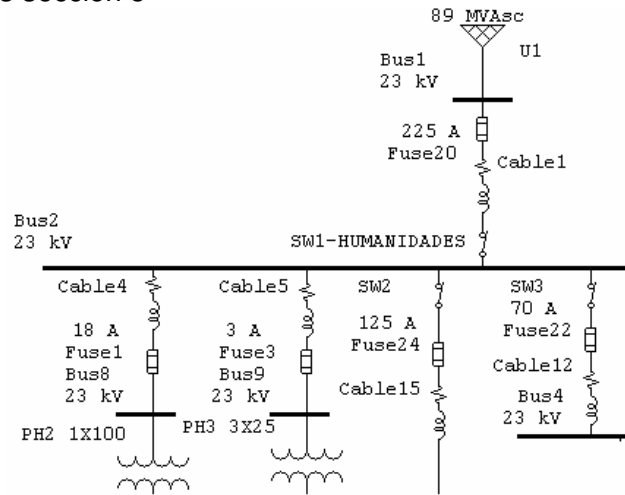 89 MVAsc
U1
Bus1
23 kV
225 A
Fuse20
Cable1
Bus2
23 kV
SW1-HUMANIDADES
Cable4
Cable5
SW2
SW3
18 A
3 A
125 A
70 A
Fuse1
Fuse3
Fuse24
Fuse22
Bus8
Bus9
Cable12
23 kV
23 kV
Cable15
Bus4
23 kV
PH2 1X100
PH3 3X25